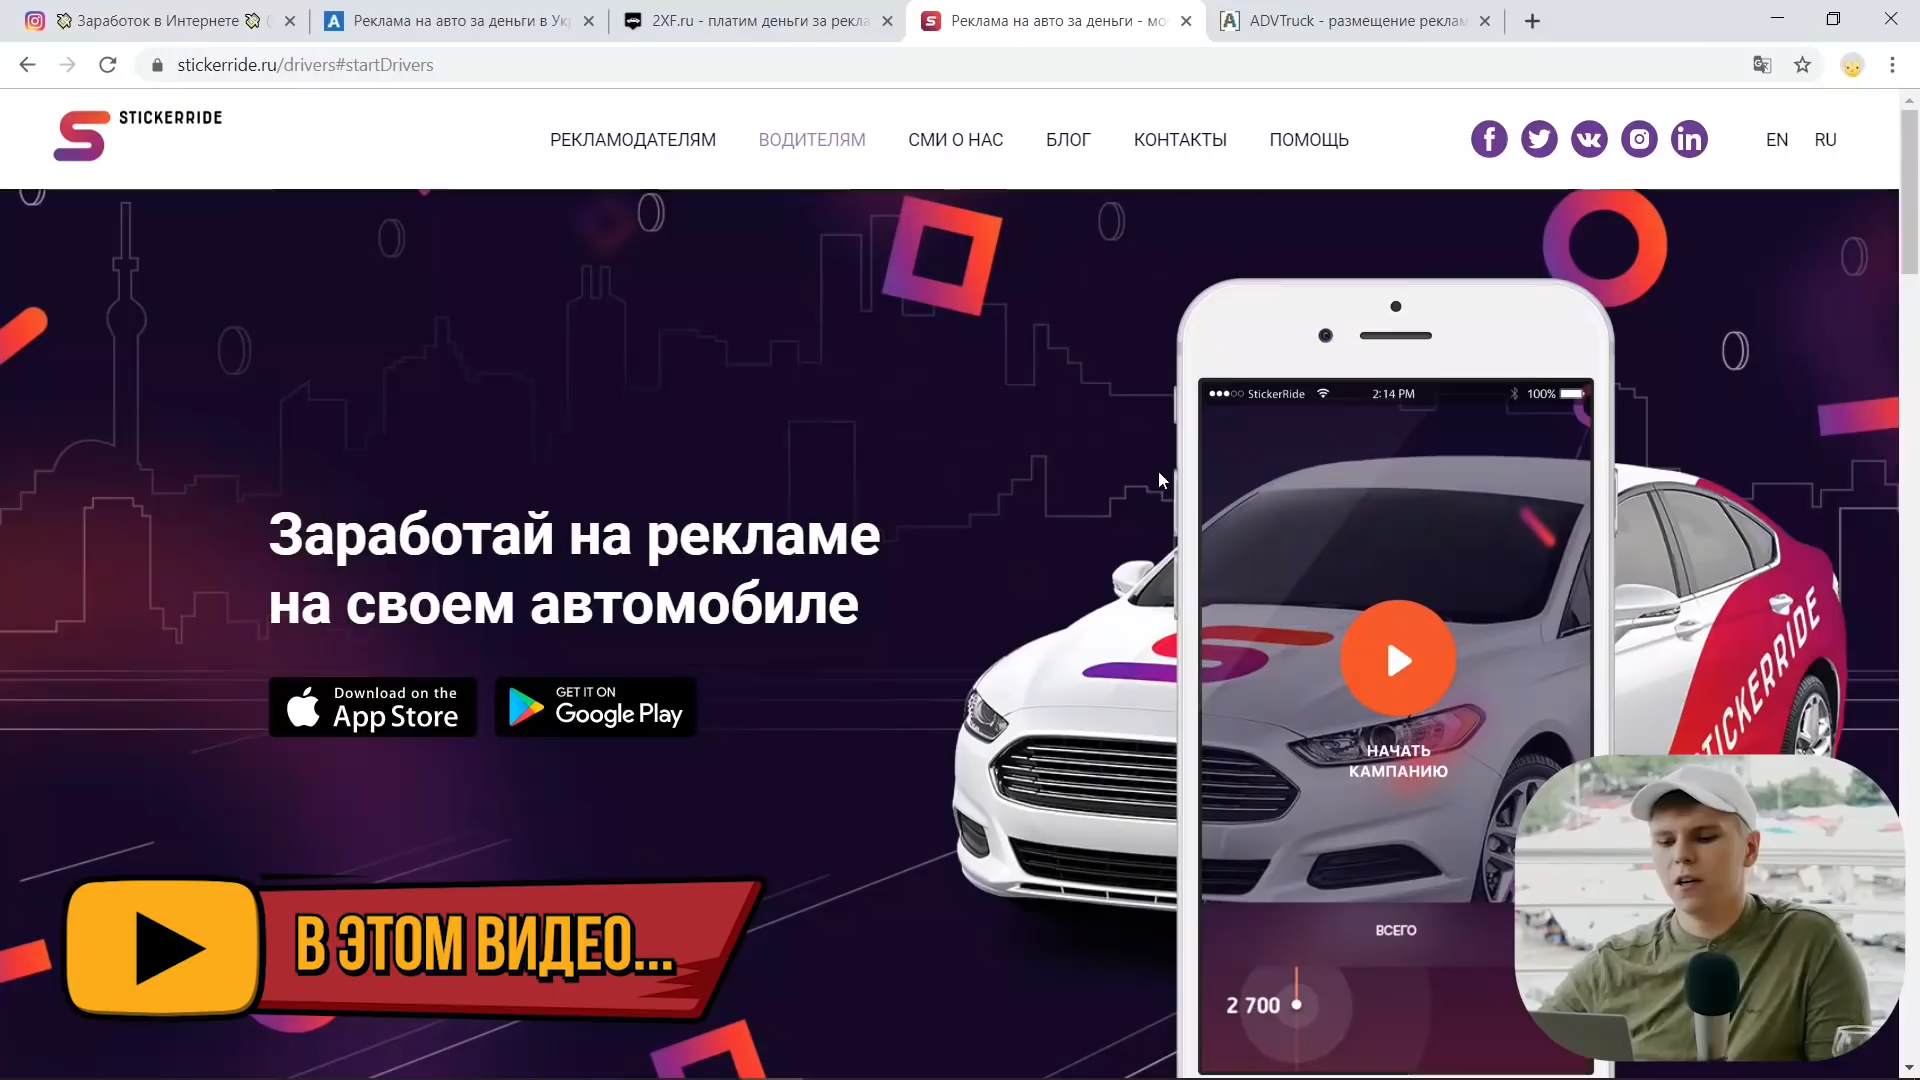 Заработок в Интернете
Реклама на авто за деньги в Ук
2XF.ru - платим деньги за рекла
Реклама на авто за деньги - мо
ADVTruck - размещение реклам
stickerride.ru/drivers#startDrivers
STICKERRIDE
РЕКЛАМОДАТЕЛЯМ
ВОДИТЕЛЯМ
СМИ О НАС
БЛОГ
КОНТАКТЫ
ПОМОЩЬ
EN
RU
StickerRide
2:14 PM
100%
Заработай на рекламе
на своем автомобиле
Download on the
App Store
GET IT ON
Google Play
STICKERRIDE
НАЧАТЬ
КАМПАНИЮ
ВСЕГО
2 700
В ЭТОМ ВИДЕО...